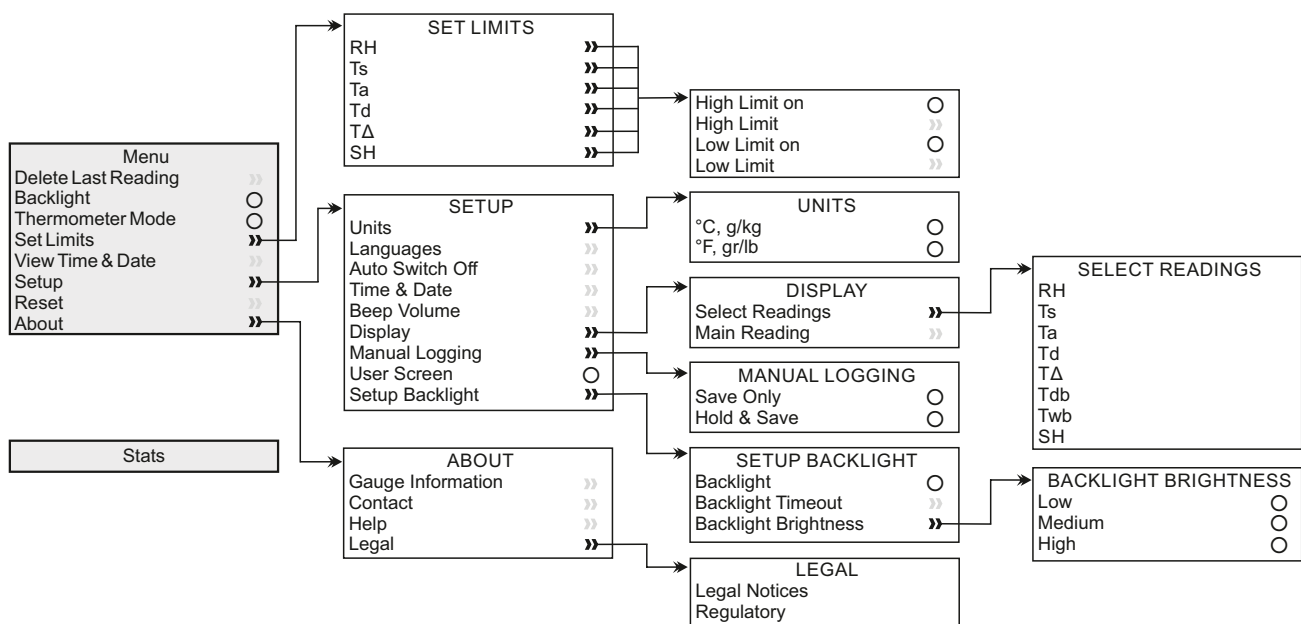 Menu
Delete Last Reading
Backlight
Thermometer Mode
Set Limits
View Time & Date
Setup
Reset
About
Stats
SET LIMITS
RH
Ts
Ta
Td
TΔ
SH
High Limit on
High Limit
Low Limit on
Low Limit
SETUP
Units
Languages
Auto Switch Off
Time & Date
Beep Volume
Display
Manual Logging
User Screen
Setup Backlight
UNITS
°C, g/kg
°F, gr/lb
DISPLAY
Select Readings
Main Reading
SELECT READINGS
RH
Ts
Ta
Td
TΔ
Tdb
Twb
SH
MANUAL LOGGING
Save Only
Hold & Save
SETUP BACKLIGHT
Backlight
Backlight Timeout
Backlight Brightness
BACKLIGHT BRIGHTNESS
Low
Medium
High
ABOUT
Gauge Information
Contact
Help
Legal
LEGAL
Legal Notices
Regulatory